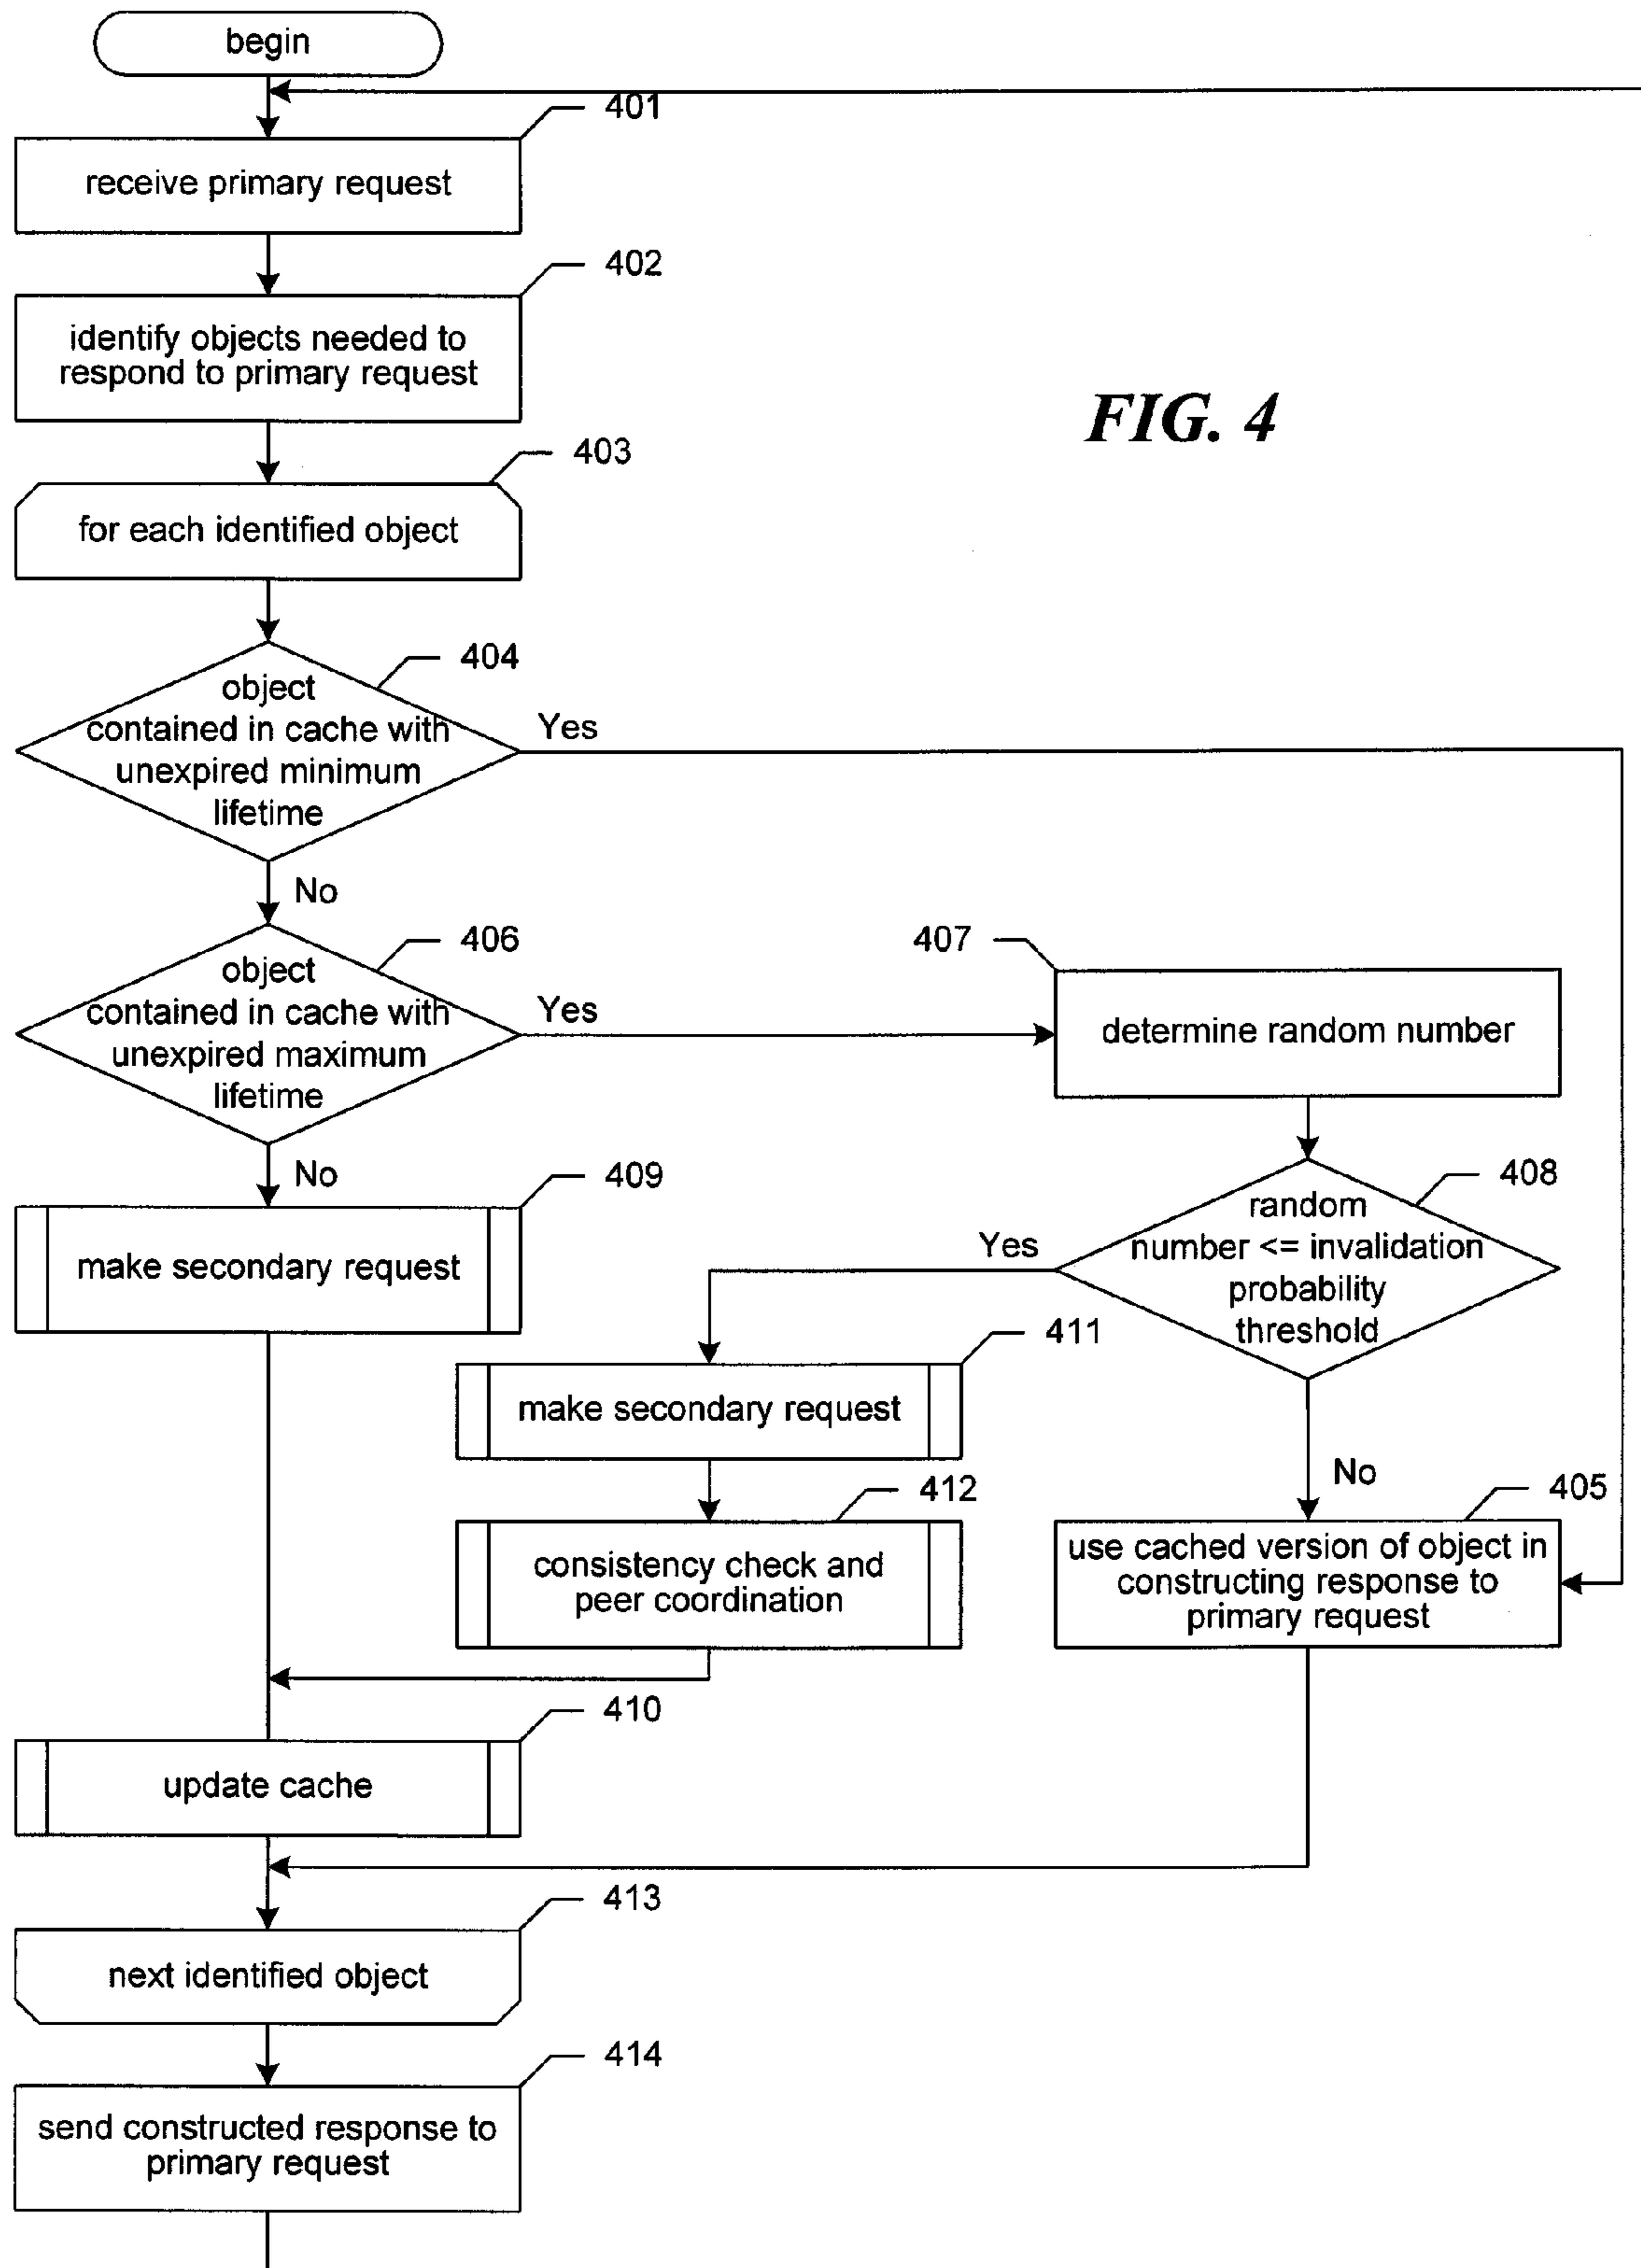 begin
401
receive primary request
402
identify objects needed to
respond to primary request
FIG. 4
403
for each identified object
404
object
contained in cache with
unexpired minimum
lifetime
Yes
No
406
object
contained in cache with
unexpired maximum
lifetime
Yes
407
determine random number
No
409
make secondary request
408
random
number <= invalidation
probability
threshold
Yes
411
make secondary request
No
412
consistency check and
peer coordination
405
use cached version of object in
constructing response to
primary request
410
update cache
413
next identified object
414
send constructed response to
primary request